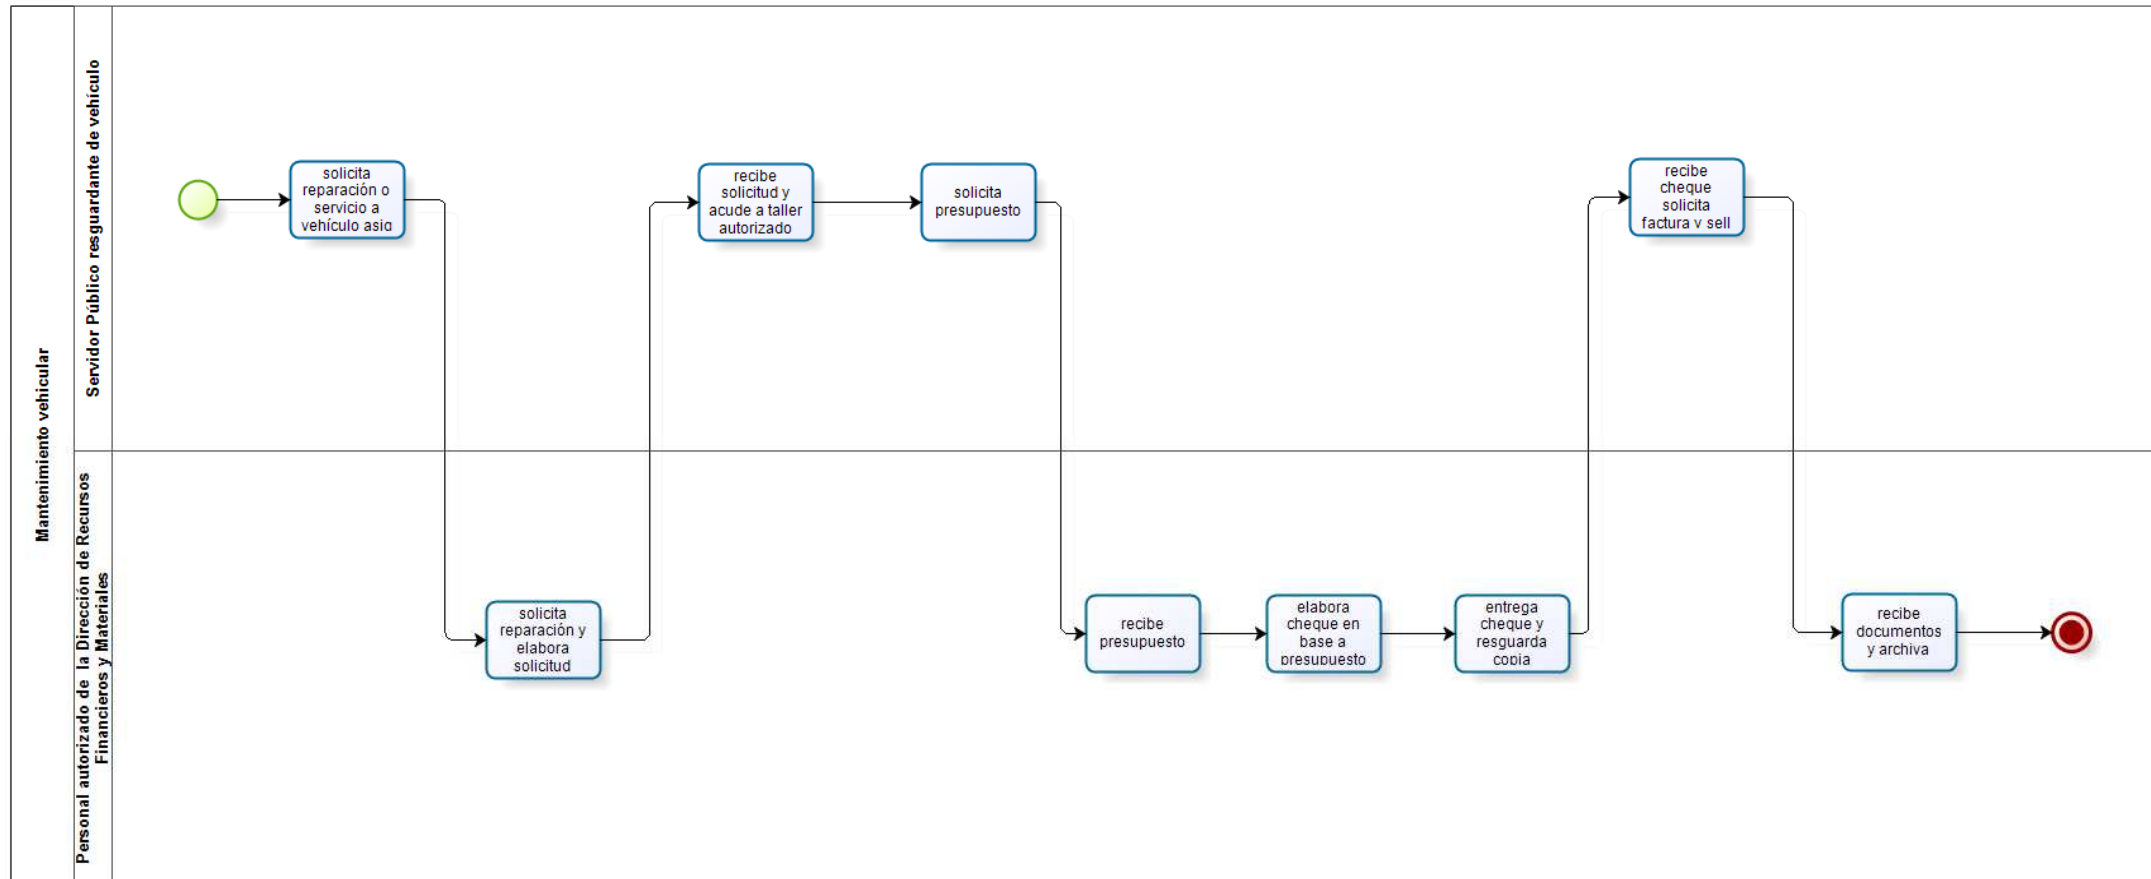 Mantenimiento vehicular
Servidor Público resguardante de vehículo
solicita
reparación o
servicio a
vehículo asig
recibe
solicitud y
acude a taller
autorizado
solicita
presupuesto
recibe
cheque
solicita
factura y sell
Personal autorizado de la Dirección de Recursos
Financieros y Materiales
solicita
reparación y
elabora
solicitud
recibe
presupuesto
elabora
cheque en
base a
presupuesto
entrega
cheque y
resguarda
copia
recibe
documentos
y archiva